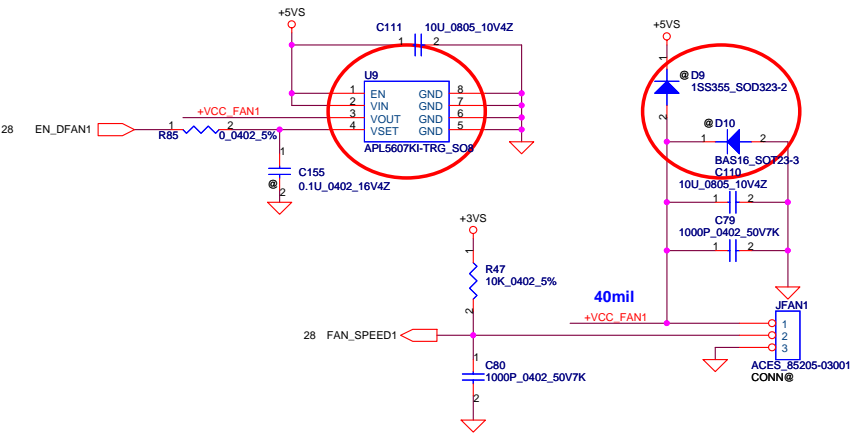 +5VS
C111 10U_0805_10V4Z
1 2
U9
1 EN GND 8
2 VIN GND 7
3 VOUT GND 6
4 VSET GND 5
APL5607KI-TRG_SO8
+VCC_FAN1
28 EN_DFAN1
R85
1 2
0_0402_5%
1
C155
0.1U_0402_16V4Z
@
2
+5VS
1
@ D9
1SS355_SOD323-2
2
@ D10
1 2
BAS16_SOT23-3
C110
10U_0805_10V4Z
1 2
C79
1000P_0402_50V7K
1 2
+3VS
1
R47
10K_0402_5%
2
40mil
+VCC_FAN1
28 FAN_SPEED1
1
C80
1000P_0402_50V7K
2
JFAN1
1
2
3
ACES_85205-03001
CONN@